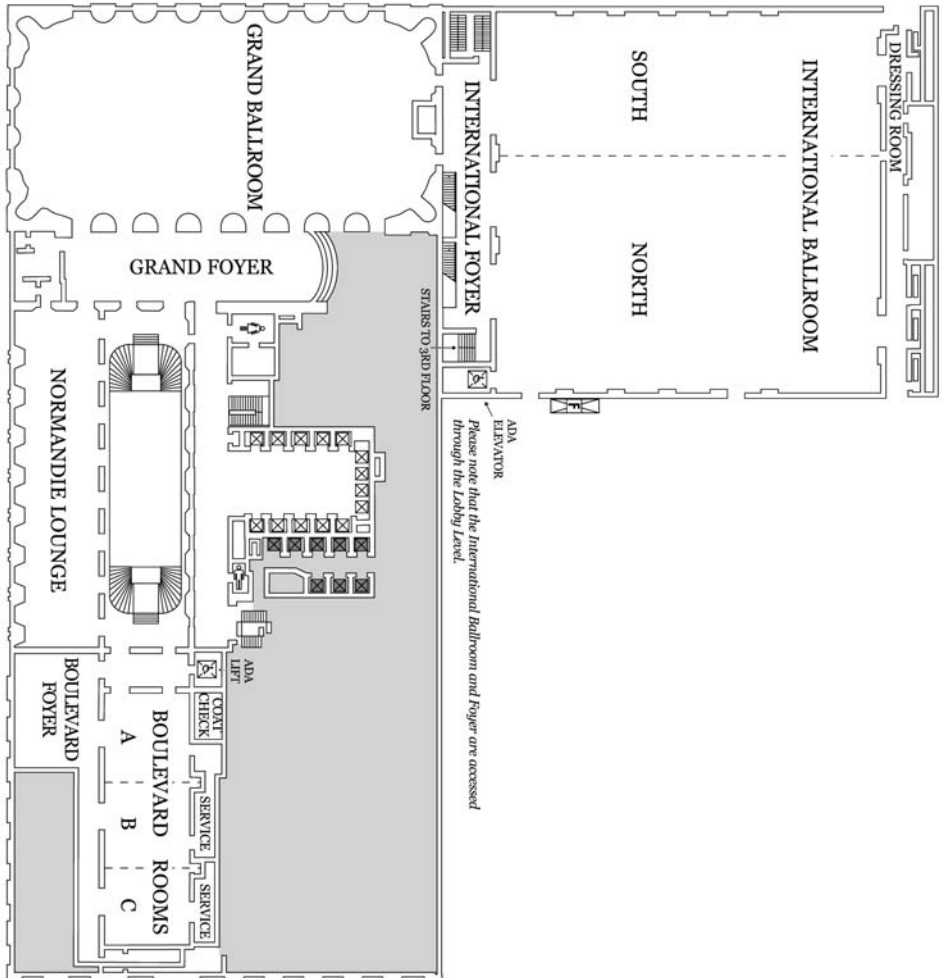 DRESSING ROOM
INTERNATIONAL BALLROOM
SOUTH
NORTH
INTERNATIONAL FOYER
GRAND BALLROOM
GRAND FOYER
STAIRS TO 3RD FLOOR
F
ADA
ELEVATOR
Please note that the International Ballroom and Foyer are accessed
through the Lobby Level.
NORMANDIE LOUNGE
ADA
LIFT
COAT
CHECK
BOULEVARD
FOYER
BOULEVARD ROOMS
A
B
C
SERVICE
SERVICE